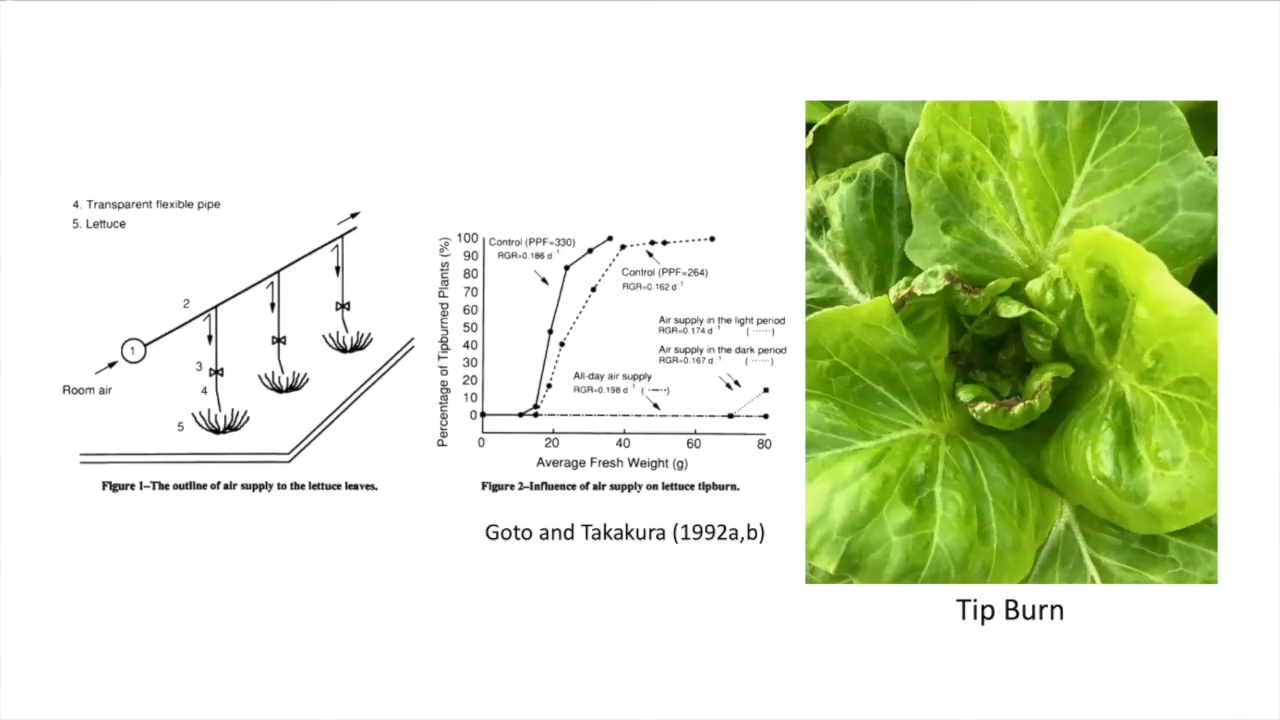 4. Transparent flexible pipe
5. Lettuce
1
2
3
4
5
Room air
Figure 1–The outline of air supply to the lettuce leaves.
Percentage of Tipburned Plants (%)
100
90
80
70
60
50
40
30
20
10
0
Control (PPF=330)
RGR=0.186 d⁻¹
Control (PPF=264)
RGR=0.162 d⁻¹
Air supply in the light period
RGR=0.174 d⁻¹ (······)
Air supply in the dark period
RGR=0.167 d⁻¹ (······)
All-day air supply
RGR=0.198 d⁻¹ (—·—·)
0 20 40 60 80
Average Fresh Weight (g)
Figure 2–Influence of air supply on lettuce tipburn.
Goto and Takakura (1992a,b)
Tip Burn